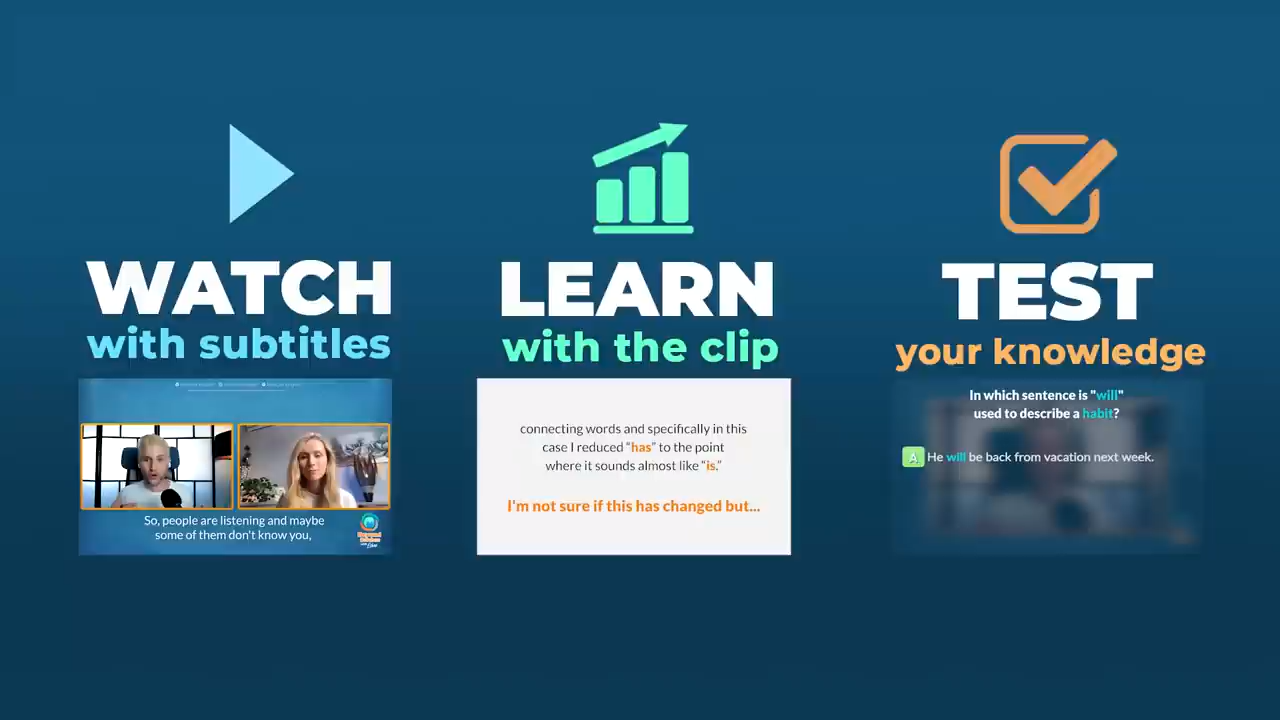 WATCH
with subtitles
So, people are listening and maybe
some of them don't know you,
LEARN
with the clip
connecting words and specifically in this
case I reduced “has” to the point
where it sounds almost like “is.”
I'm not sure if this has changed but...
TEST
your knowledge
In which sentence is "will"
used to describe a habit?
A. He will be back from vacation next week.